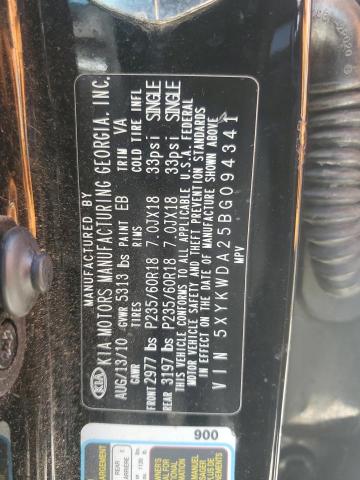 MANUFACTURED BY
KIA MOTORS MANUFACTURING GEORGIA. INC.
AUG/13/10 GVWR 5313 lbs PAINT EB TRIM VA
GAWR TIRES RIMS COLD TIRE INFL
FRONT 2977 lbs P235/60R18 7.0JX18 33psi SINGLE
REAR 3197 lbs P235/60R18 7.0JX18 33psi SINGLE
THIS VEHICLE CONFORMS TO ALL APPLICABLE U.S.A. FEDERAL
MOTOR VEHICLE SAFETY AND THEFT PREVENTION STANDARDS
IN EFFECT ON THE DATE OF MANUFACTURE SHOWN ABOVE.
VIN 5XYKWDA25BG094341
MPV
KIA
900
REAR
ARRIÈRE